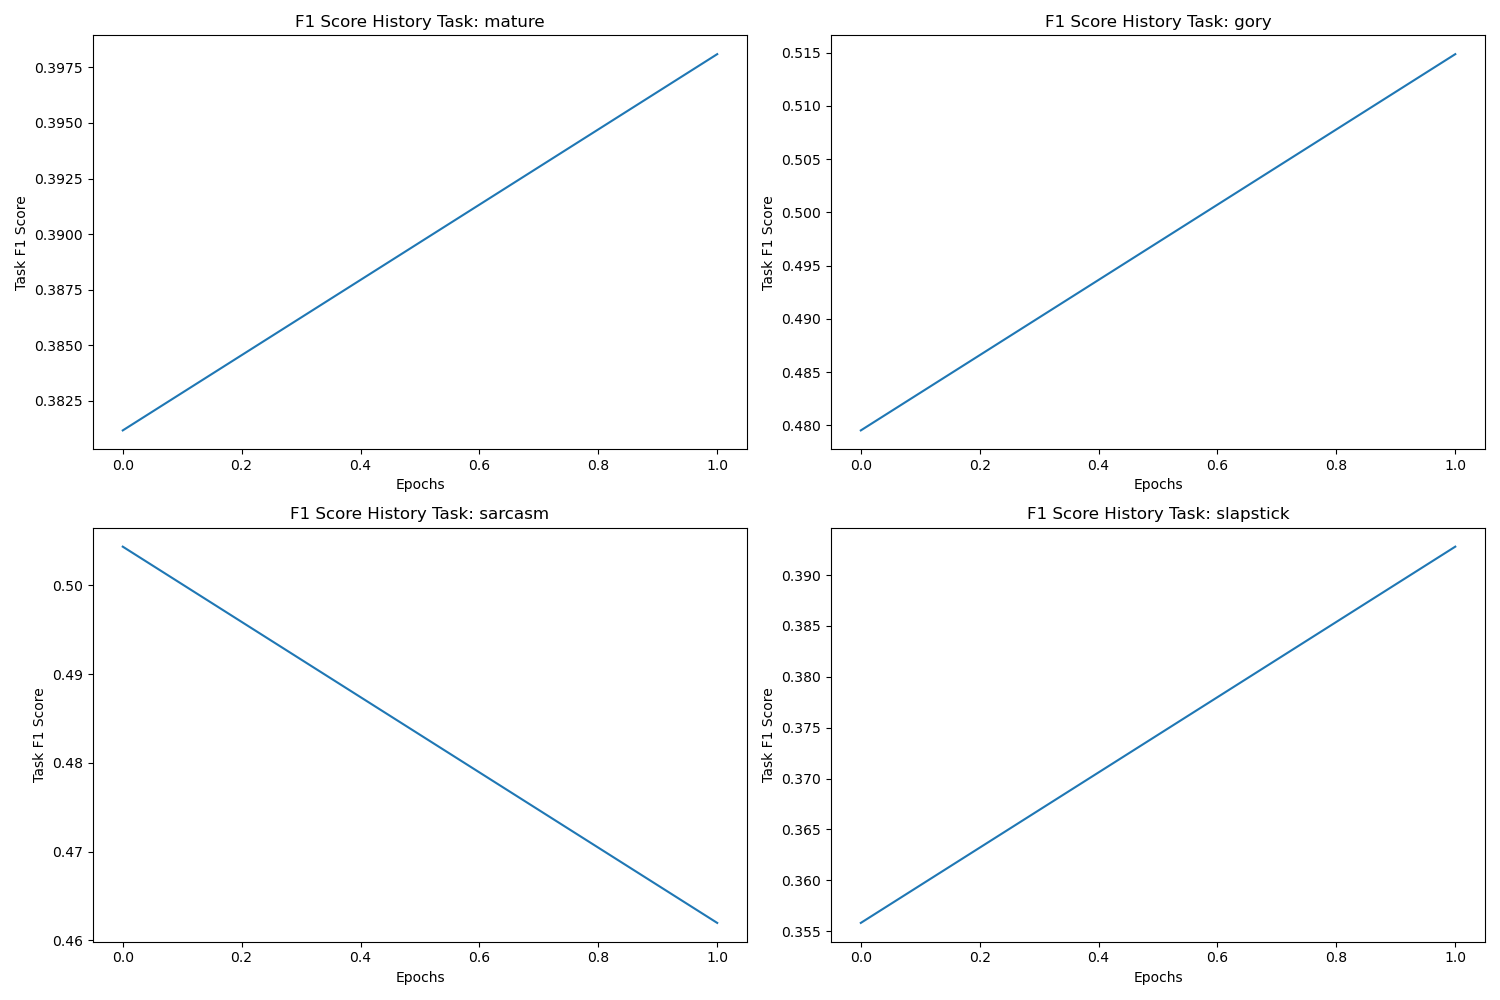 F1 Score History Task: mature
0.3975
0.3950
0.3925
0.3900
0.3875
0.3850
0.3825
Task F1 Score
0.0 0.2 0.4 0.6 0.8 1.0
Epochs
F1 Score History Task: gory
0.515
0.510
0.505
0.500
0.495
0.490
0.485
0.480
Task F1 Score
0.0 0.2 0.4 0.6 0.8 1.0
Epochs
F1 Score History Task: sarcasm
0.50
0.49
0.48
0.47
0.46
Task F1 Score
0.0 0.2 0.4 0.6 0.8 1.0
Epochs
F1 Score History Task: slapstick
0.390
0.385
0.380
0.375
0.370
0.365
0.360
0.355
Task F1 Score
0.0 0.2 0.4 0.6 0.8 1.0
Epochs